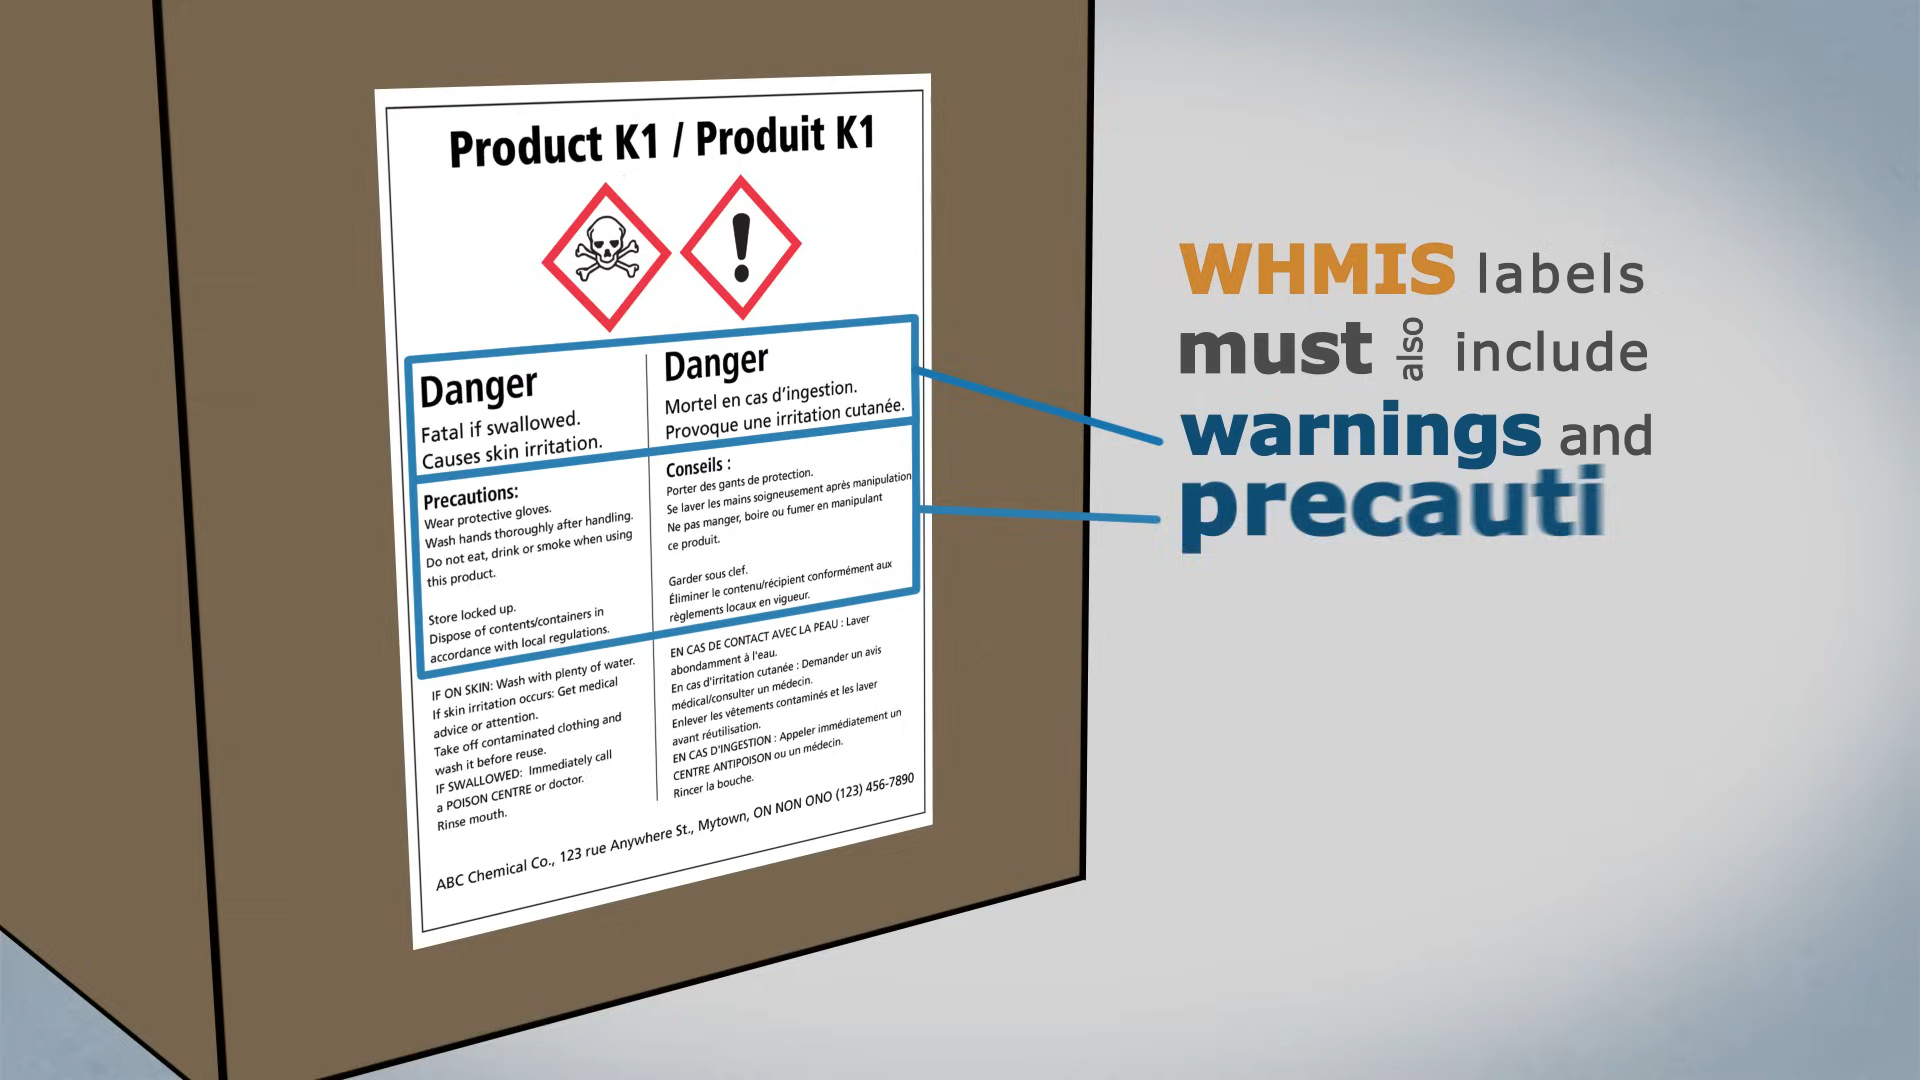 Product K1 / Produit K1
Danger
Fatal if swallowed.
Causes skin irritation.
Danger
Mortel en cas d'ingestion.
Provoque une irritation cutanée.
Precautions:
Wear protective gloves.
Wash hands thoroughly after handling.
Do not eat, drink or smoke when using
this product.
Store locked up.
Dispose of contents/containers in
accordance with local regulations.
Conseils :
Porter des gants de protection.
Se laver les mains soigneusement après manipulation
Ne pas manger, boire ou fumer en manipulant
ce produit.
Garder sous clef.
Éliminer le contenu/récipient conformément aux
règlements locaux en vigueur.
IF ON SKIN: Wash with plenty of water.
If skin irritation occurs: Get medical
advice or attention.
Take off contaminated clothing and
wash it before reuse.
IF SWALLOWED: Immediately call
a POISON CENTRE or doctor.
Rinse mouth.
EN CAS DE CONTACT AVEC LA PEAU : Laver
abondamment à l'eau.
En cas d'irritation cutanée : Demander un avis
médical/consulter un médecin.
Enlever les vêtements contaminés et les laver
avant réutilisation.
EN CAS D'INGESTION : Appeler immédiatement un
CENTRE ANTIPOISON ou un médecin.
Rincer la bouche.
ABC Chemical Co., 123 rue Anywhere St., Mytown, ON NON ONO (123) 456-7890
WHMIS labels
must also include
warnings and
precauti